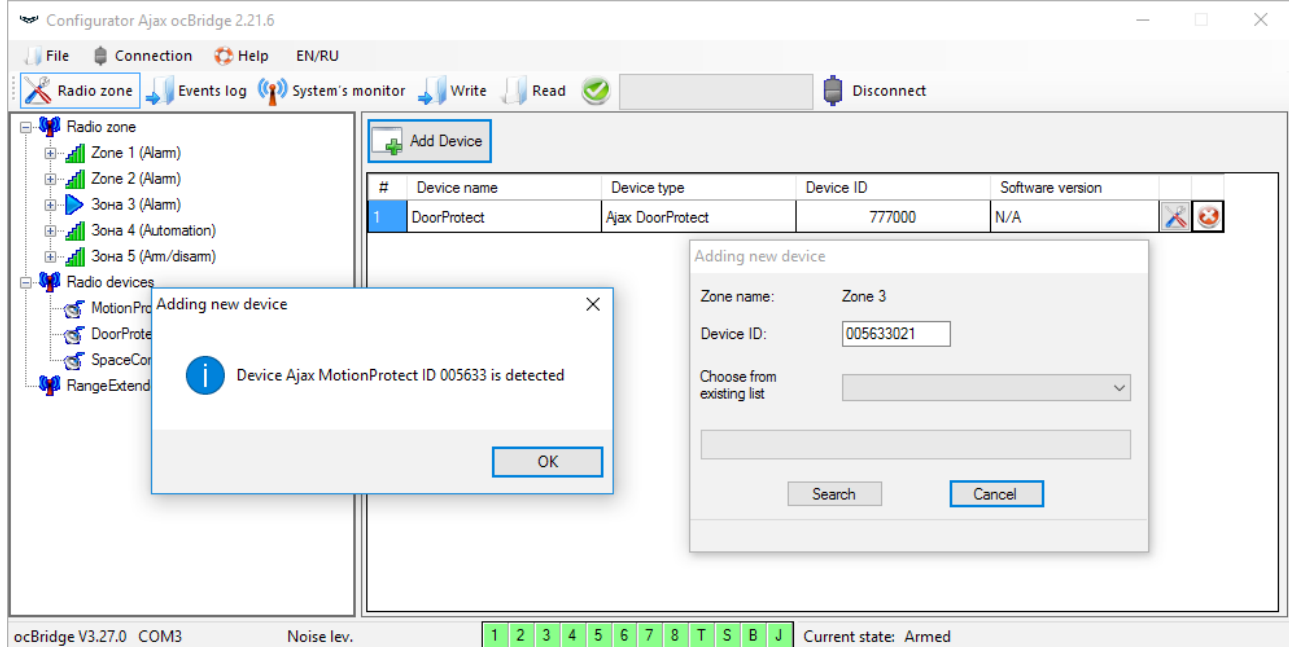 Configurator Ajax ocBridge 2.21.6
File Connection Help EN/RU
Radio zone Events log System's monitor Write Read Disconnect
Radio zone
Zone 1 (Alarm)
Zone 2 (Alarm)
Зона 3 (Alarm)
Зона 4 (Automation)
Зона 5 (Arm/disarm)
Radio devices
MotionPro
DoorProte
SpaceCor
RangeExtend
Add Device
# Device name Device type Device ID Software version
1 DoorProtect Ajax DoorProtect 777000 N/A
Adding new device
Device Ajax MotionProtect ID 005633 is detected
OK
Adding new device
Zone name: Zone 3
Device ID: 005633021
Choose from
existing list
Search Cancel
ocBridge V3.27.0 COM3 Noise lev. 1 2 3 4 5 6 7 8 T S B J Current state: Armed